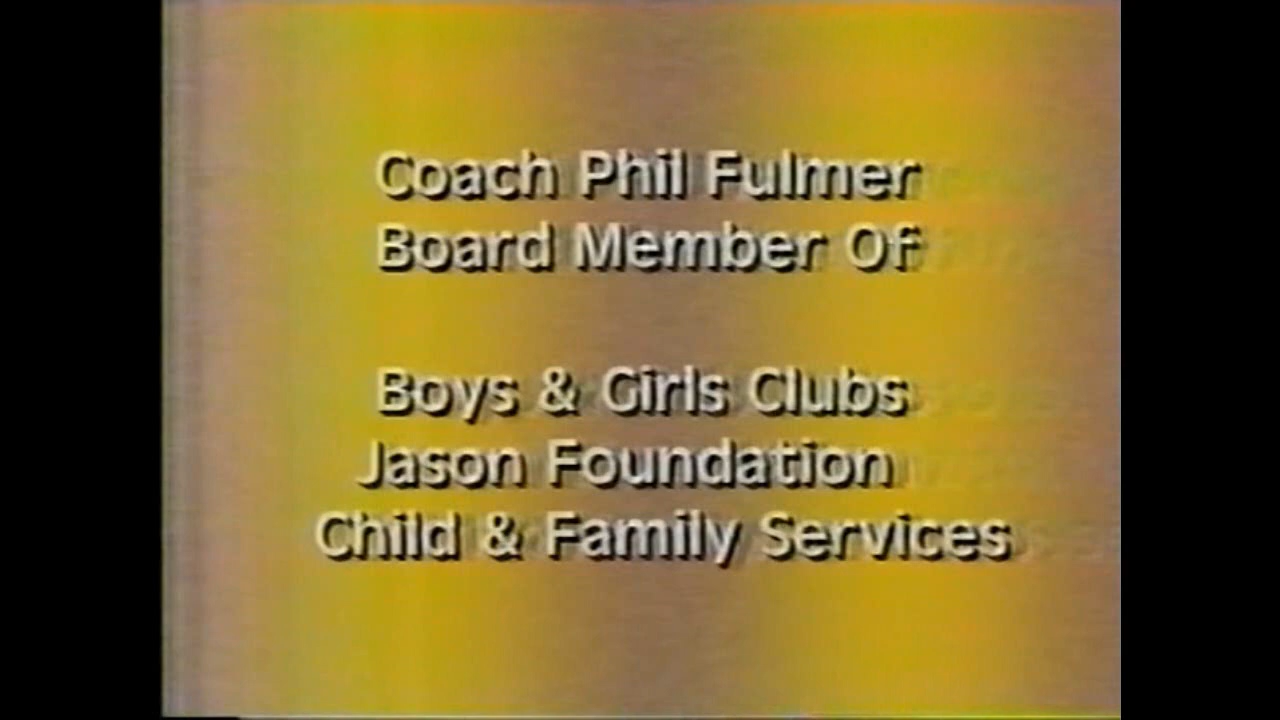 Coach Phil Fulmer
Board Member Of
Boys & Girls Clubs
Jason Foundation
Child & Family Services